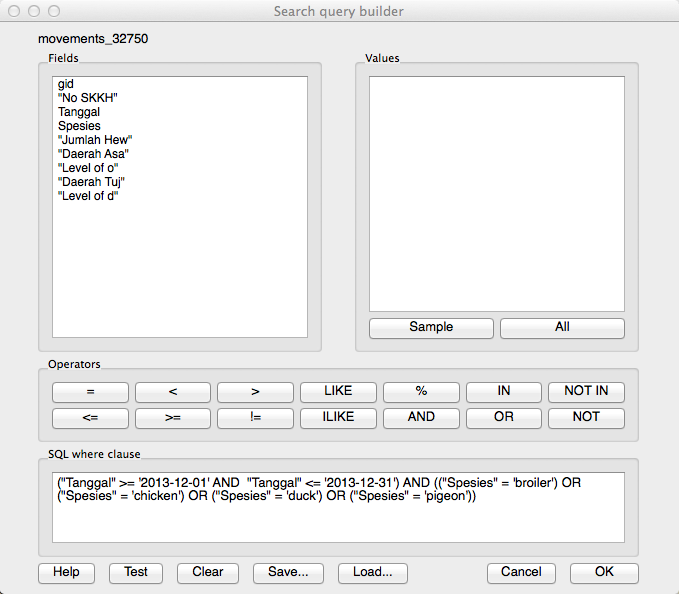 Search query builder
movements_32750
Fields
Values
gid
"No SKKH"
Tanggal
Spesies
"Jumlah Hew"
"Daerah Asa"
"Level of o"
"Daerah Tuj"
"Level of d"
Sample
All
Operators
= < > LIKE % IN NOT IN
<= >= != ILIKE AND OR NOT
SQL where clause
("Tanggal" >= '2013-12-01' AND  "Tanggal" <= '2013-12-31') AND (("Spesies" = 'broiler') OR
("Spesies" = 'chicken') OR ("Spesies" = 'duck') OR ("Spesies" = 'pigeon'))
Help Test Clear Save... Load... Cancel OK